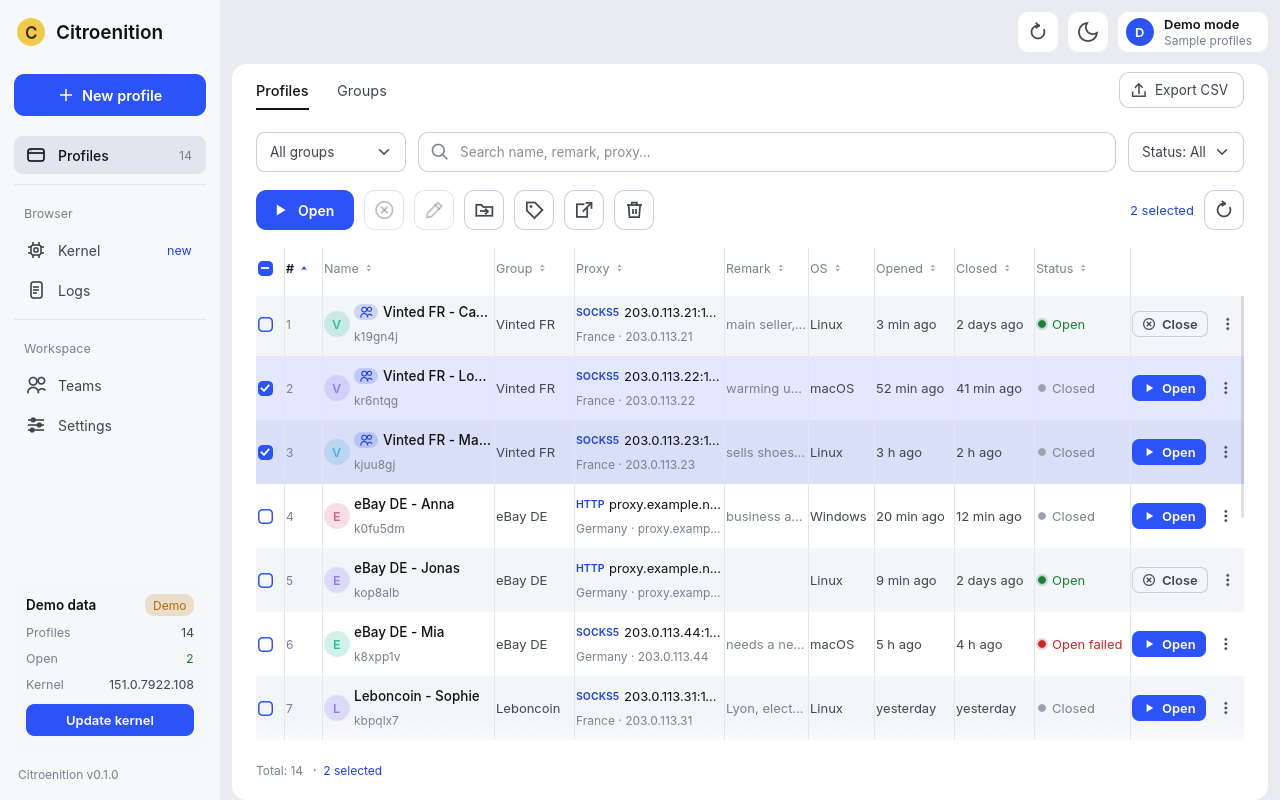 C Citroenition
Demo mode
D
Sample profiles
New profile
Profiles 14
Browser
Kernel new
Logs
Workspace
Teams
Settings
Demo data Demo
Profiles 14
Open 2
Kernel 151.0.7922.108
Update kernel
Citroenition v0.1.0
Profiles Groups Export CSV
All groups Search name, remark, proxy... Status: All
Open 2 selected
# Name Group Proxy Remark OS Opened Closed Status
1 V Vinted FR - Ca... Vinted FR SOCKS5 203.0.113.21:1... main seller,... Linux 3 min ago 2 days ago Open Close
k19gn4j France · 203.0.113.21
2 V Vinted FR - Lo... Vinted FR SOCKS5 203.0.113.22:1... warming u... macOS 52 min ago 41 min ago Closed Open
kr6ntqg France · 203.0.113.22
3 V Vinted FR - Ma... Vinted FR SOCKS5 203.0.113.23:1... sells shoes... Linux 3 h ago 2 h ago Closed Open
kjuu8gj France · 203.0.113.23
4 E eBay DE - Anna eBay DE HTTP proxy.example.n... business a... Windows 20 min ago 12 min ago Closed Open
k0fu5dm Germany · proxy.examp...
5 E eBay DE - Jonas eBay DE HTTP proxy.example.n... Linux 9 min ago 2 days ago Open Close
kop8alb Germany · proxy.examp...
6 E eBay DE - Mia eBay DE SOCKS5 203.0.113.44:1... needs a ne... macOS 5 h ago 4 h ago Open failed Open
k8xpp1v Germany · 203.0.113.44
7 L Leboncoin - Sophie Leboncoin SOCKS5 203.0.113.31:1... Lyon, elect... Linux yesterday yesterday Closed Open
kbpqlx7 France · 203.0.113.31
Total: 14 · 2 selected